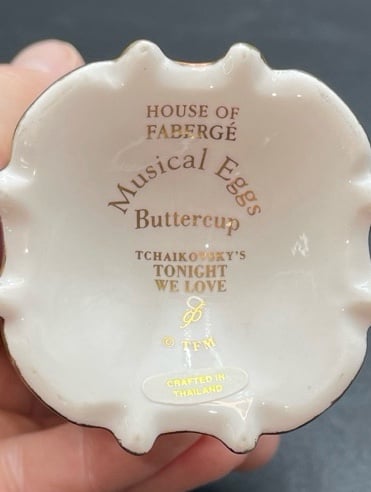 HOUSE OF
FABERGÉ
Musical Eggs
Buttercup
TCHAIKOVSKY'S
TONIGHT
WE LOVE
© TFM
CRAFTED IN
THAILAND